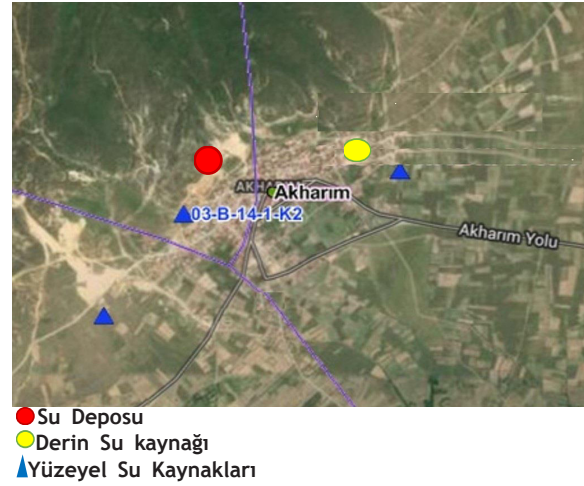 AKHARIM
Akharım
03-B-14-1-K2
Akharım Yolu
Su Deposu
Derin Su kaynağı
Yüzeyel Su Kaynakları